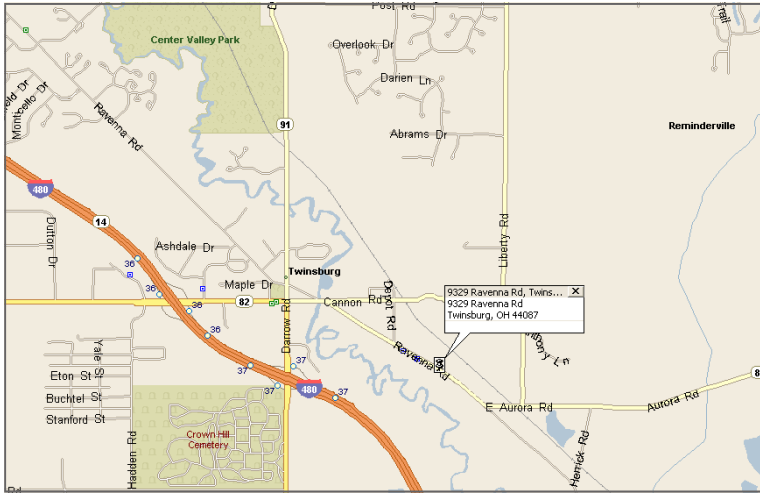 Post Rd
Center Valley Park
Overlook Dr
Darien Ln
Monticello Dr
Ravenna Rd
91
Abrams Dr
Reminderville
480
14
Dutton Dr
Ashdale Dr
Liberty Rd
36
Twinsburg
Maple Dr
36
82
Cannon Rd
Depot Rd
9329 Ravenna Rd, Twins...
9329 Ravenna Rd
Twinsburg, OH 44087
36
36
Darrow Rd
Yale St
Ravenna Rd
37
37
Eton St
37
480
37
Buchtel St
Stanford St
E Aurora Rd
Aurora Rd
8
Crown Hill
Cemetery
Hadden Rd
Herrick Rd
Rd